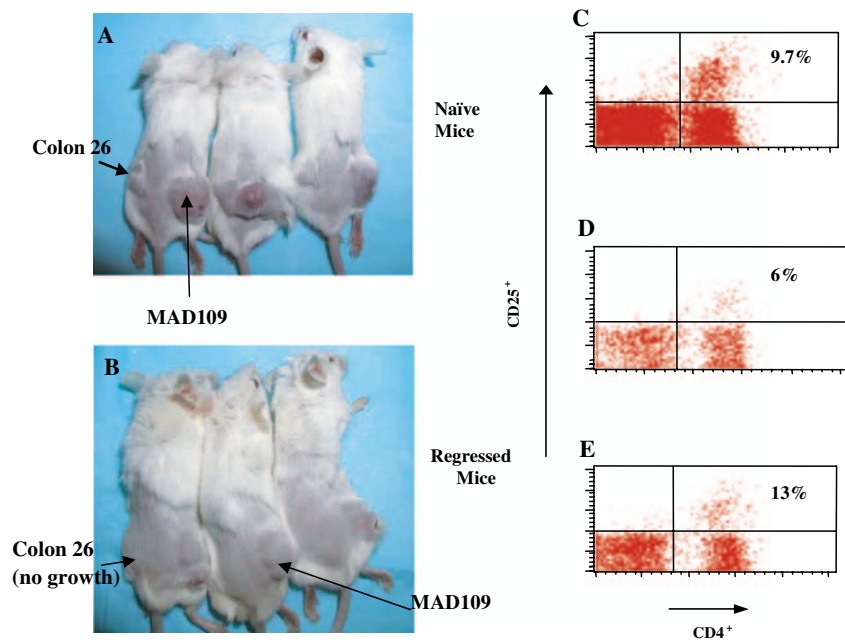 A
Colon 26
MAD109
B
Colon 26
(no growth)
MAD109
Naïve
Mice
Regressed
Mice
CD25+
C
9.7%
D
6%
E
13%
CD4+